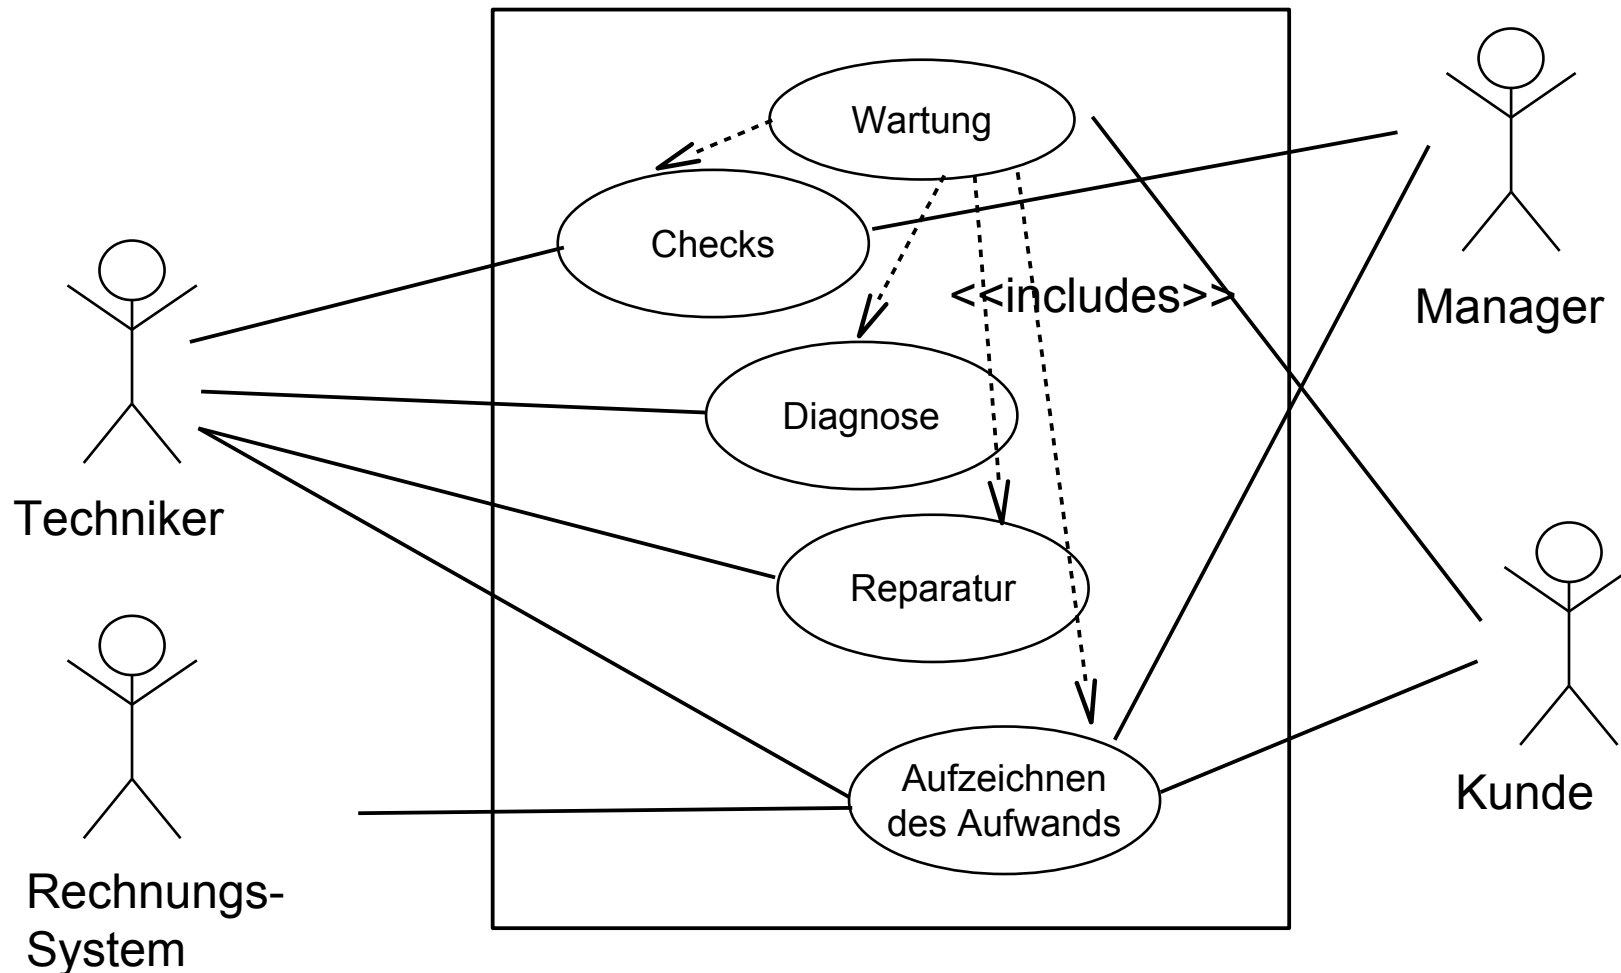 Wartung
Checks
<<includes>>
Manager
Diagnose
Techniker
Reparatur
Aufzeichnen
des Aufwands
Kunde
Rechnungs-
System